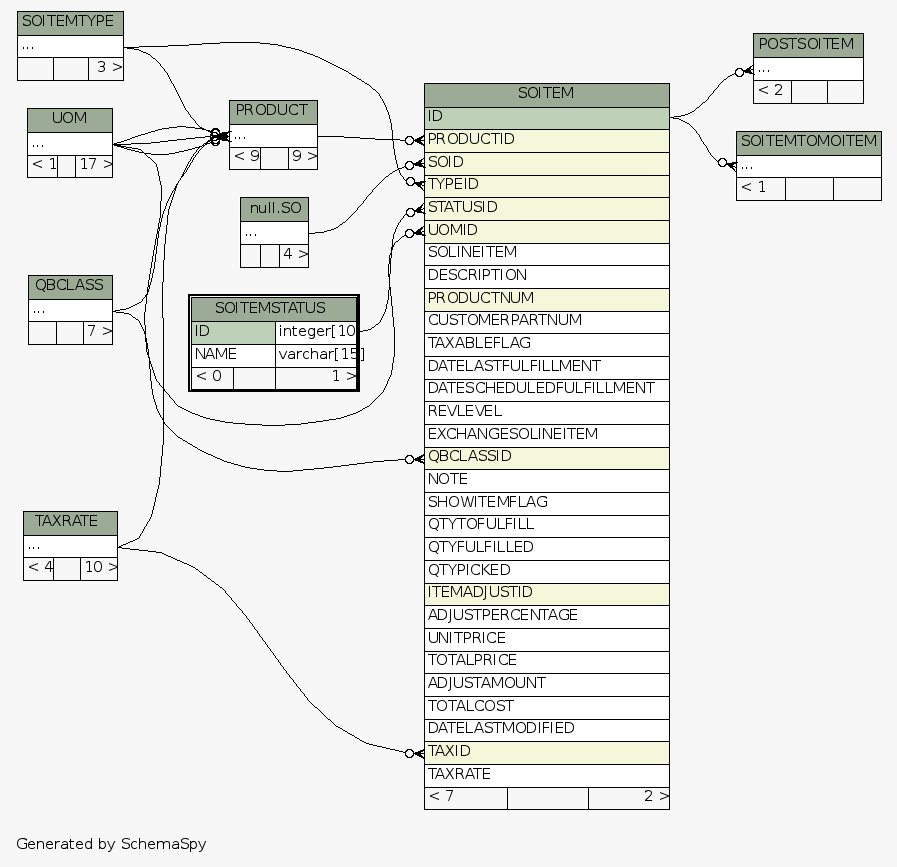 SOITEMTYPE
...
3 >
UOM
...
< 1 17 >
QBCLASS
...
7 >
TAXRATE
...
< 4 10 >
PRODUCT
...
< 9 9 >
null.SO
...
4 >
SOITEMSTATUS
ID integer[10
NAME varchar[15]
< 0 1 >
SOITEM
ID
PRODUCTID
SOID
TYPEID
STATUSID
UOMID
SOLINEITEM
DESCRIPTION
PRODUCTNUM
CUSTOMERPARTNUM
TAXABLEFLAG
DATELASTFULFILLMENT
DATESCHEDULEDFULFILLMENT
REVLEVEL
EXCHANGESOLINEITEM
QBCLASSID
NOTE
SHOWITEMFLAG
QTYTOFULFILL
QTYFULFILLED
QTYPICKED
ITEMADJUSTID
ADJUSTPERCENTAGE
UNITPRICE
TOTALPRICE
ADJUSTAMOUNT
TOTALCOST
DATELASTMODIFIED
TAXID
TAXRATE
< 7 2 >
POSTSOITEM
...
< 2
SOITEMTOMOITEM
...
< 1
Generated by SchemaSpy